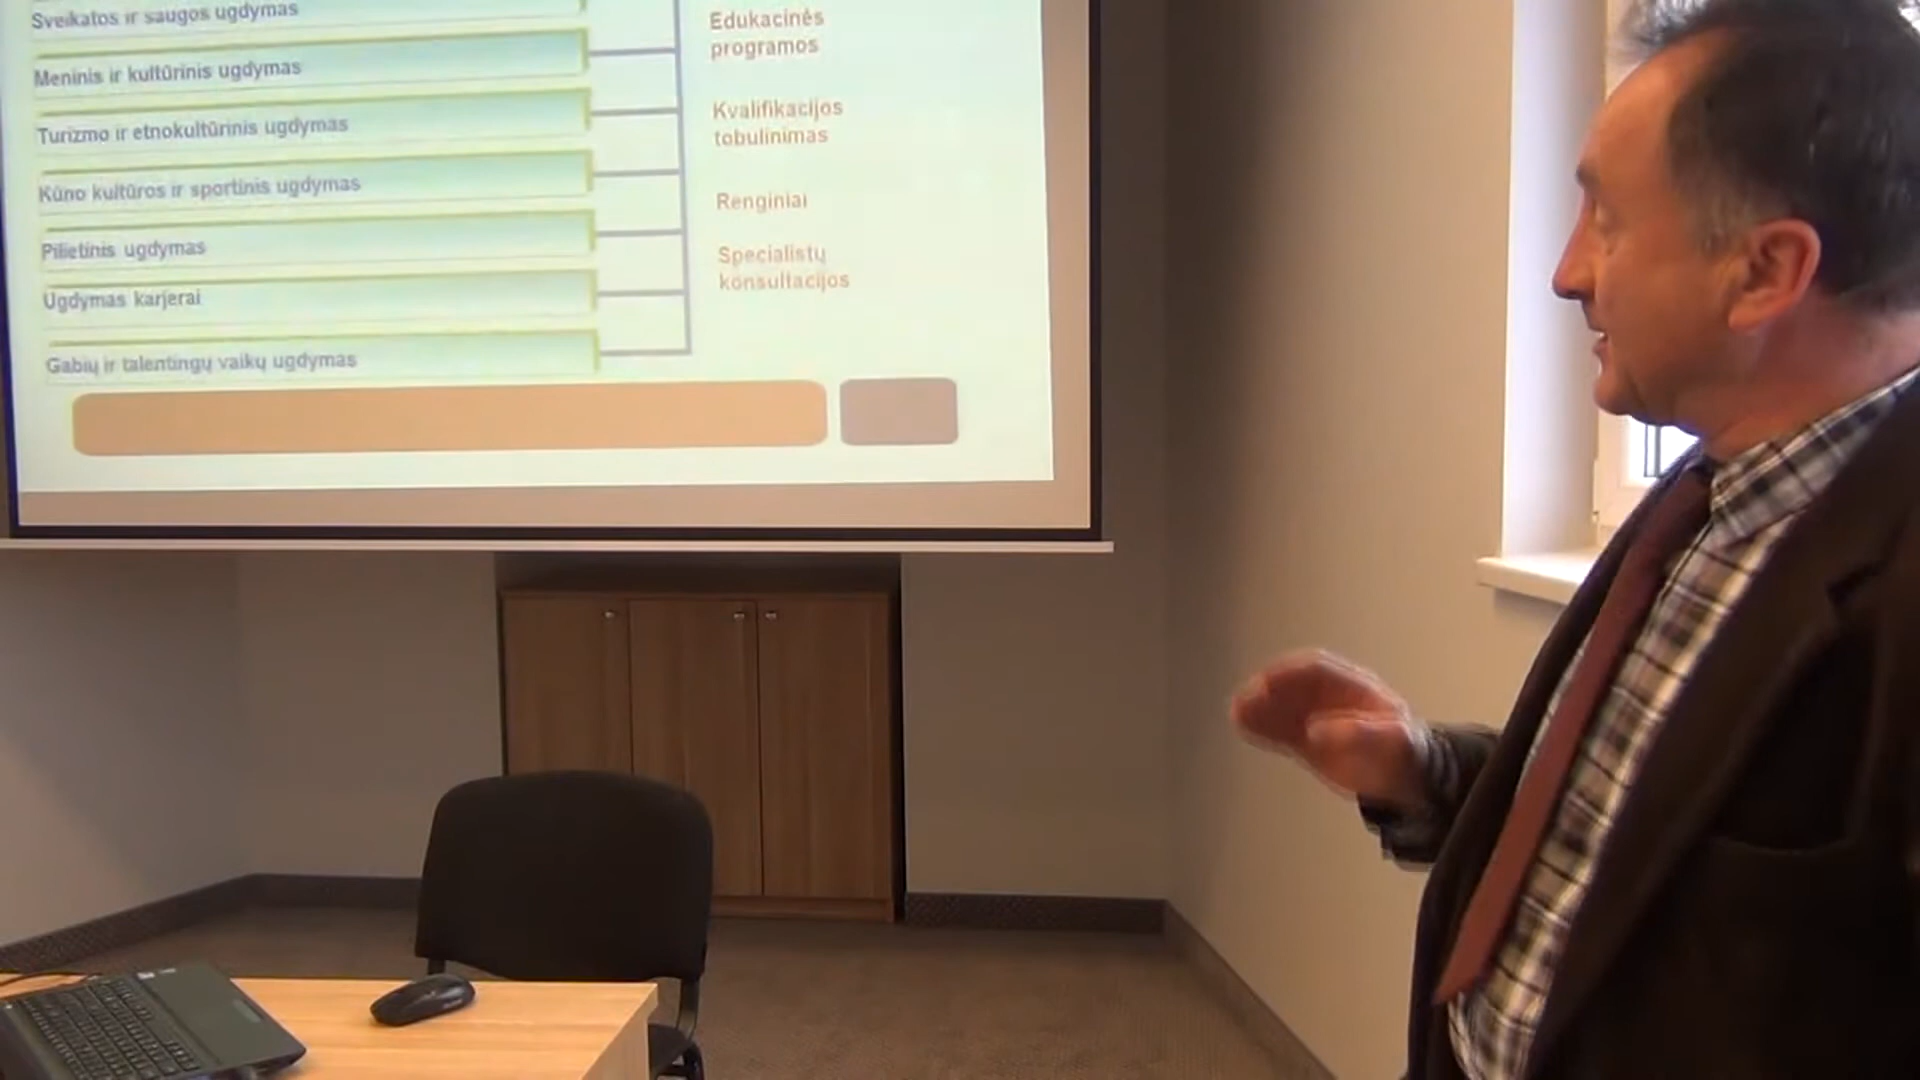 Sveikatos ir saugos ugdymas
Meninis ir kultūrinis ugdymas
Turizmo ir etnokultūrinis ugdymas
Kūno kultūros ir sportinis ugdymas
Pilietinis ugdymas
Ugdymas karjerai
Gabių ir talentingų vaikų ugdymas
Edukacinės
programos
Kvalifikacijos
tobulinimas
Renginiai
Specialistų
konsultacijos